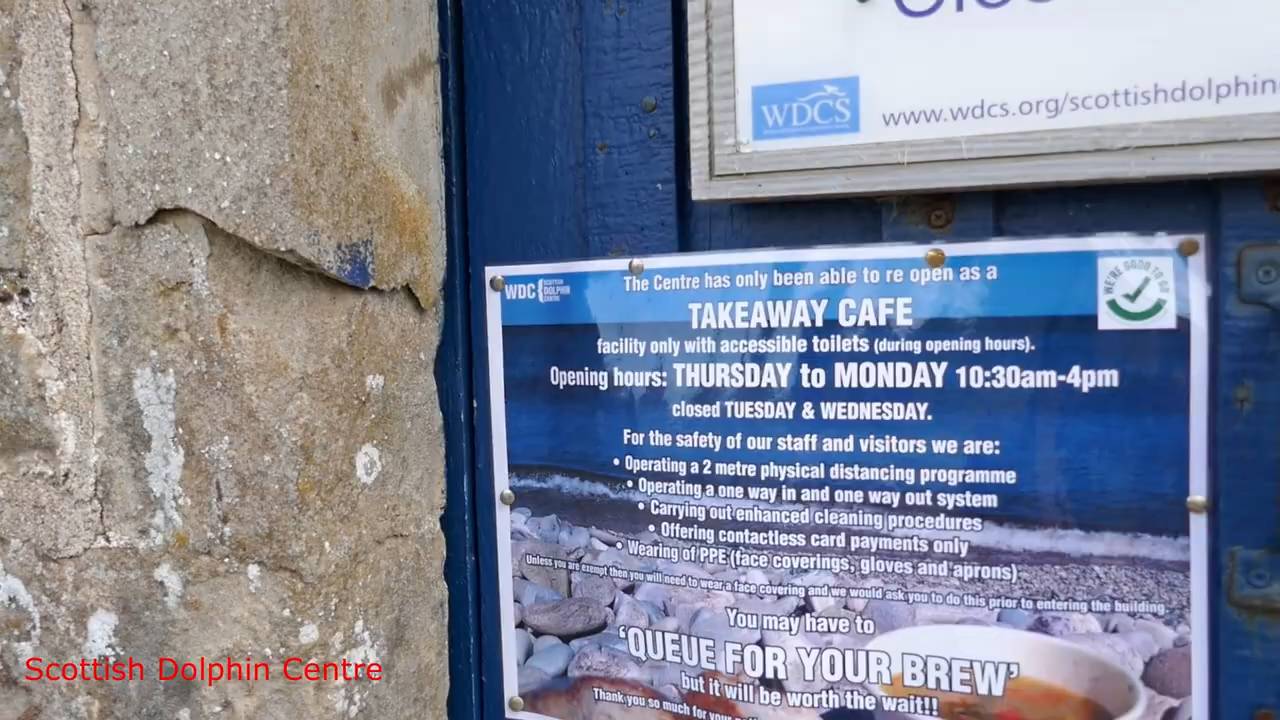 WDCS
www.wdcs.org/scottishdolphin
WDC SCOTTISH DOLPHIN CENTRE
WE'RE GOOD TO GO
The Centre has only been able to re open as a
TAKEAWAY CAFE
facility only with accessible toilets (during opening hours).
Opening hours: THURSDAY to MONDAY 10:30am-4pm
closed TUESDAY & WEDNESDAY.
For the safety of our staff and visitors we are:
• Operating a 2 metre physical distancing programme
• Operating a one way in and one way out system
• Carrying out enhanced cleaning procedures
• Offering contactless card payments only
• Wearing of PPE (face coverings, gloves and aprons)
Unless you are exempt then you will need to wear a face covering and we would ask you to do this prior to entering the building.
You may have to
‘QUEUE FOR YOUR BREW’
but it will be worth the wait!!
Thank you so much for your
Scottish Dolphin Centre